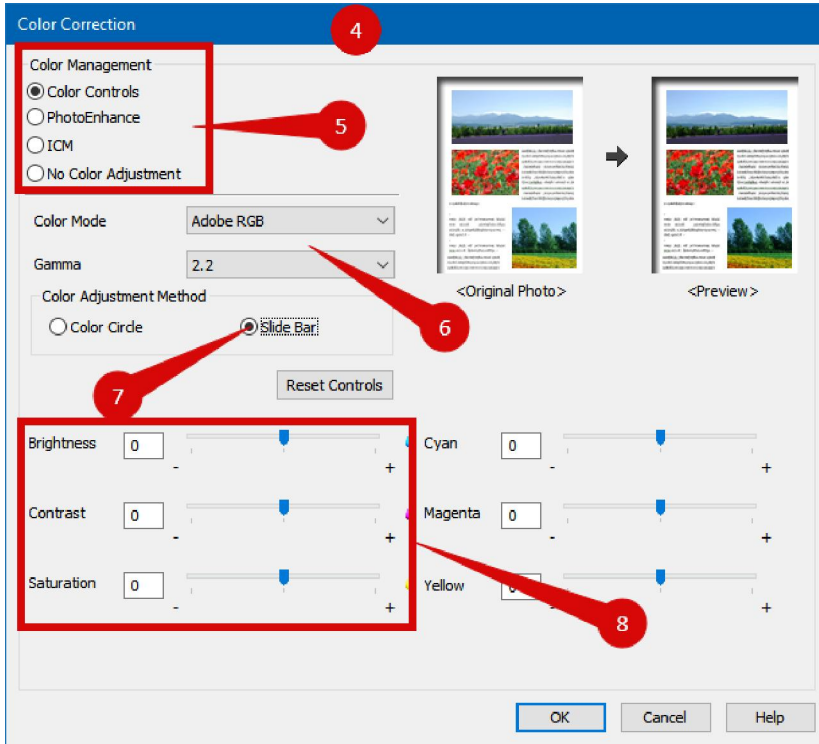 Color Correction
4
Color Management
Color Controls
PhotoEnhance
ICM
No Color Adjustment
5
Color Mode
Adobe RGB
Gamma
2.2
6
<Original Photo>
<Preview>
Color Adjustment Method
Color Circle
Slide Bar
7
Reset Controls
Brightness 0 - +
Cyan 0 - +
Contrast 0 - +
Magenta 0 - +
Saturation 0 - +
Yellow - +
8
OK
Cancel
Help